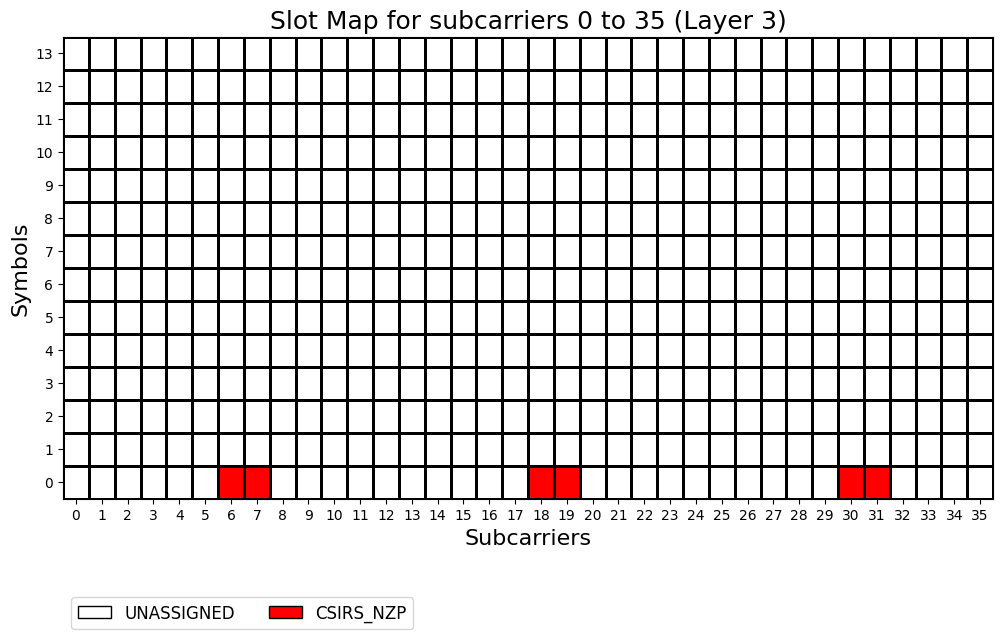 Slot Map for subcarriers 0 to 35 (Layer 3)
Symbols
13
12
11
10
9
8
7
6
5
4
3
2
1
0
0 1 2 3 4 5 6 7 8 9 10 11 12 13 14 15 16 17 18 19 20 21 22 23 24 25 26 27 28 29 30 31 32 33 34 35
Subcarriers
UNASSIGNED CSIRS_NZP